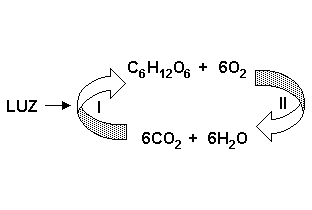 C₆H₁₂O₆ + 6O₂
LUZ I II
6CO₂ + 6H₂O